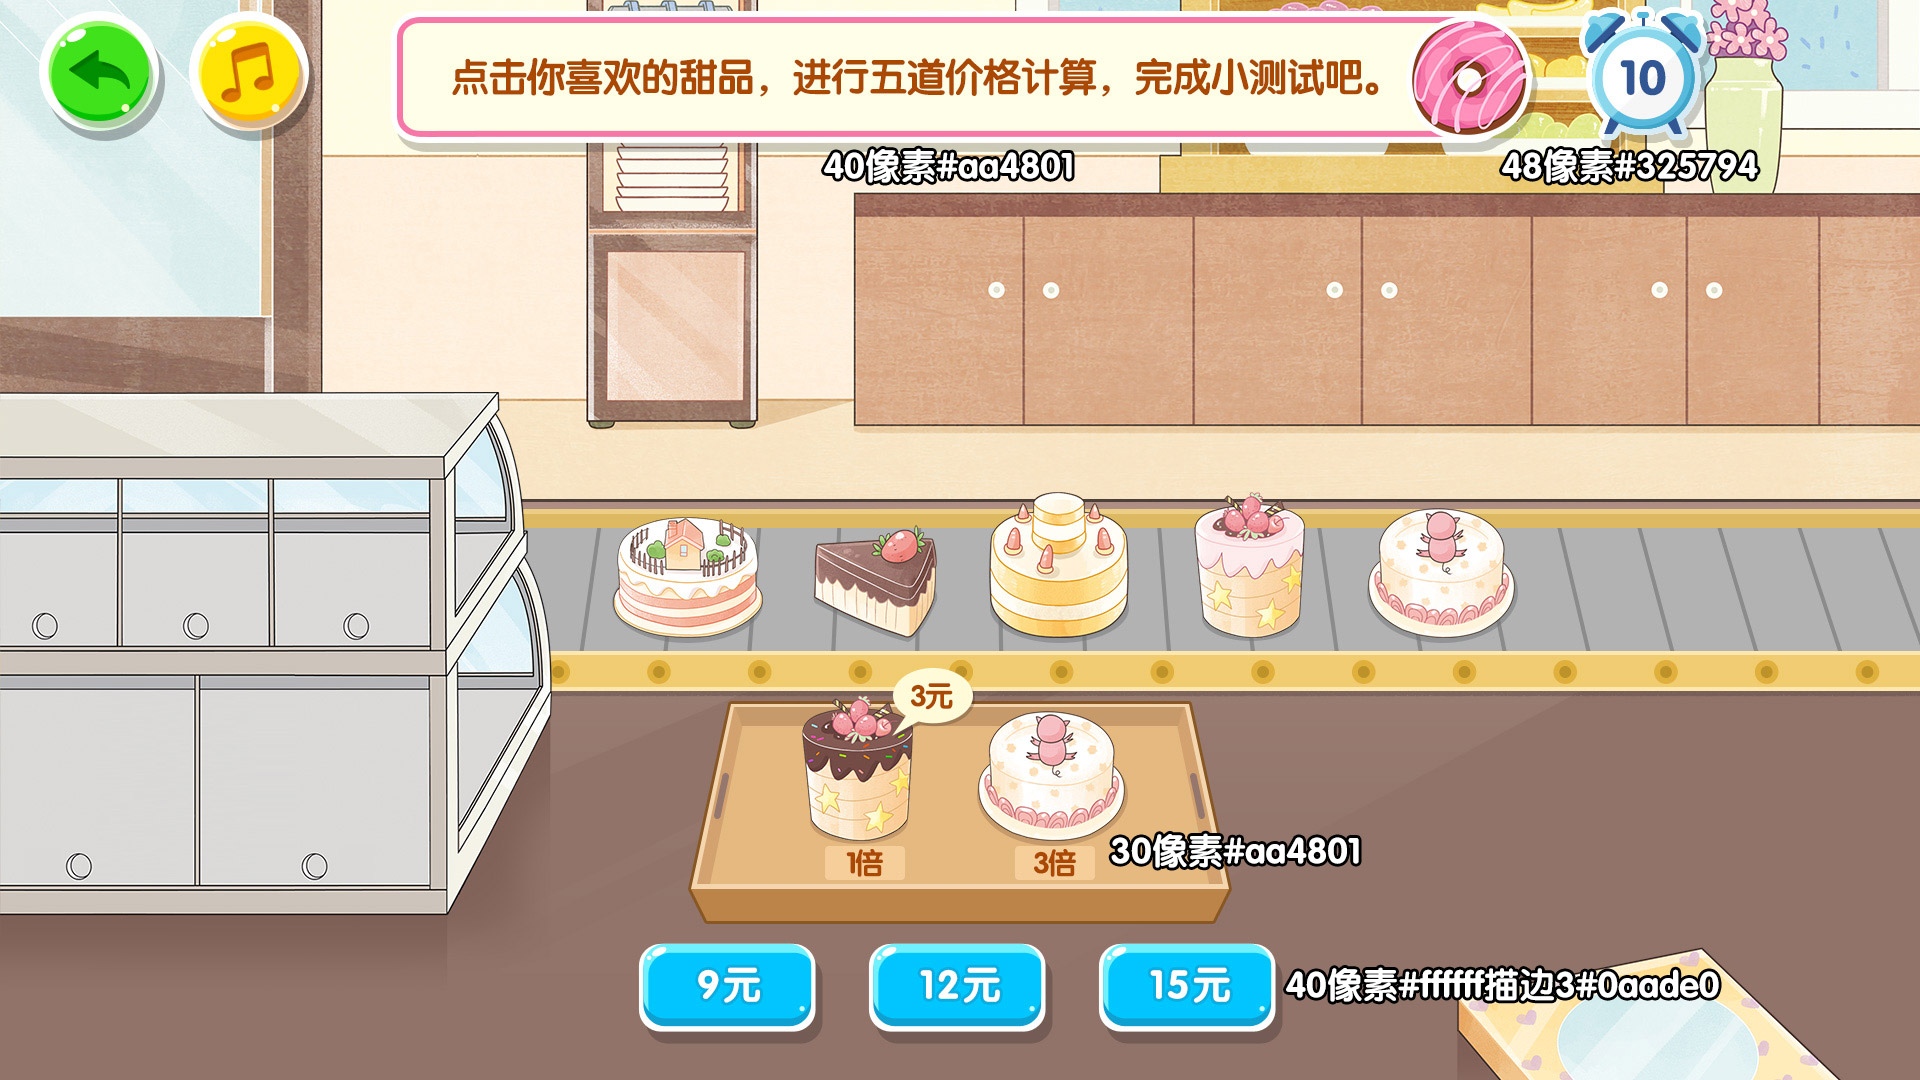 点击你喜欢的甜品，进行五道价格计算，完成小测试吧。
10
40像素#aa4801
48像素#325794
3元
1倍
3倍
30像素#aa4801
9元
12元
15元
40像素#ffffff描边3#0aade0